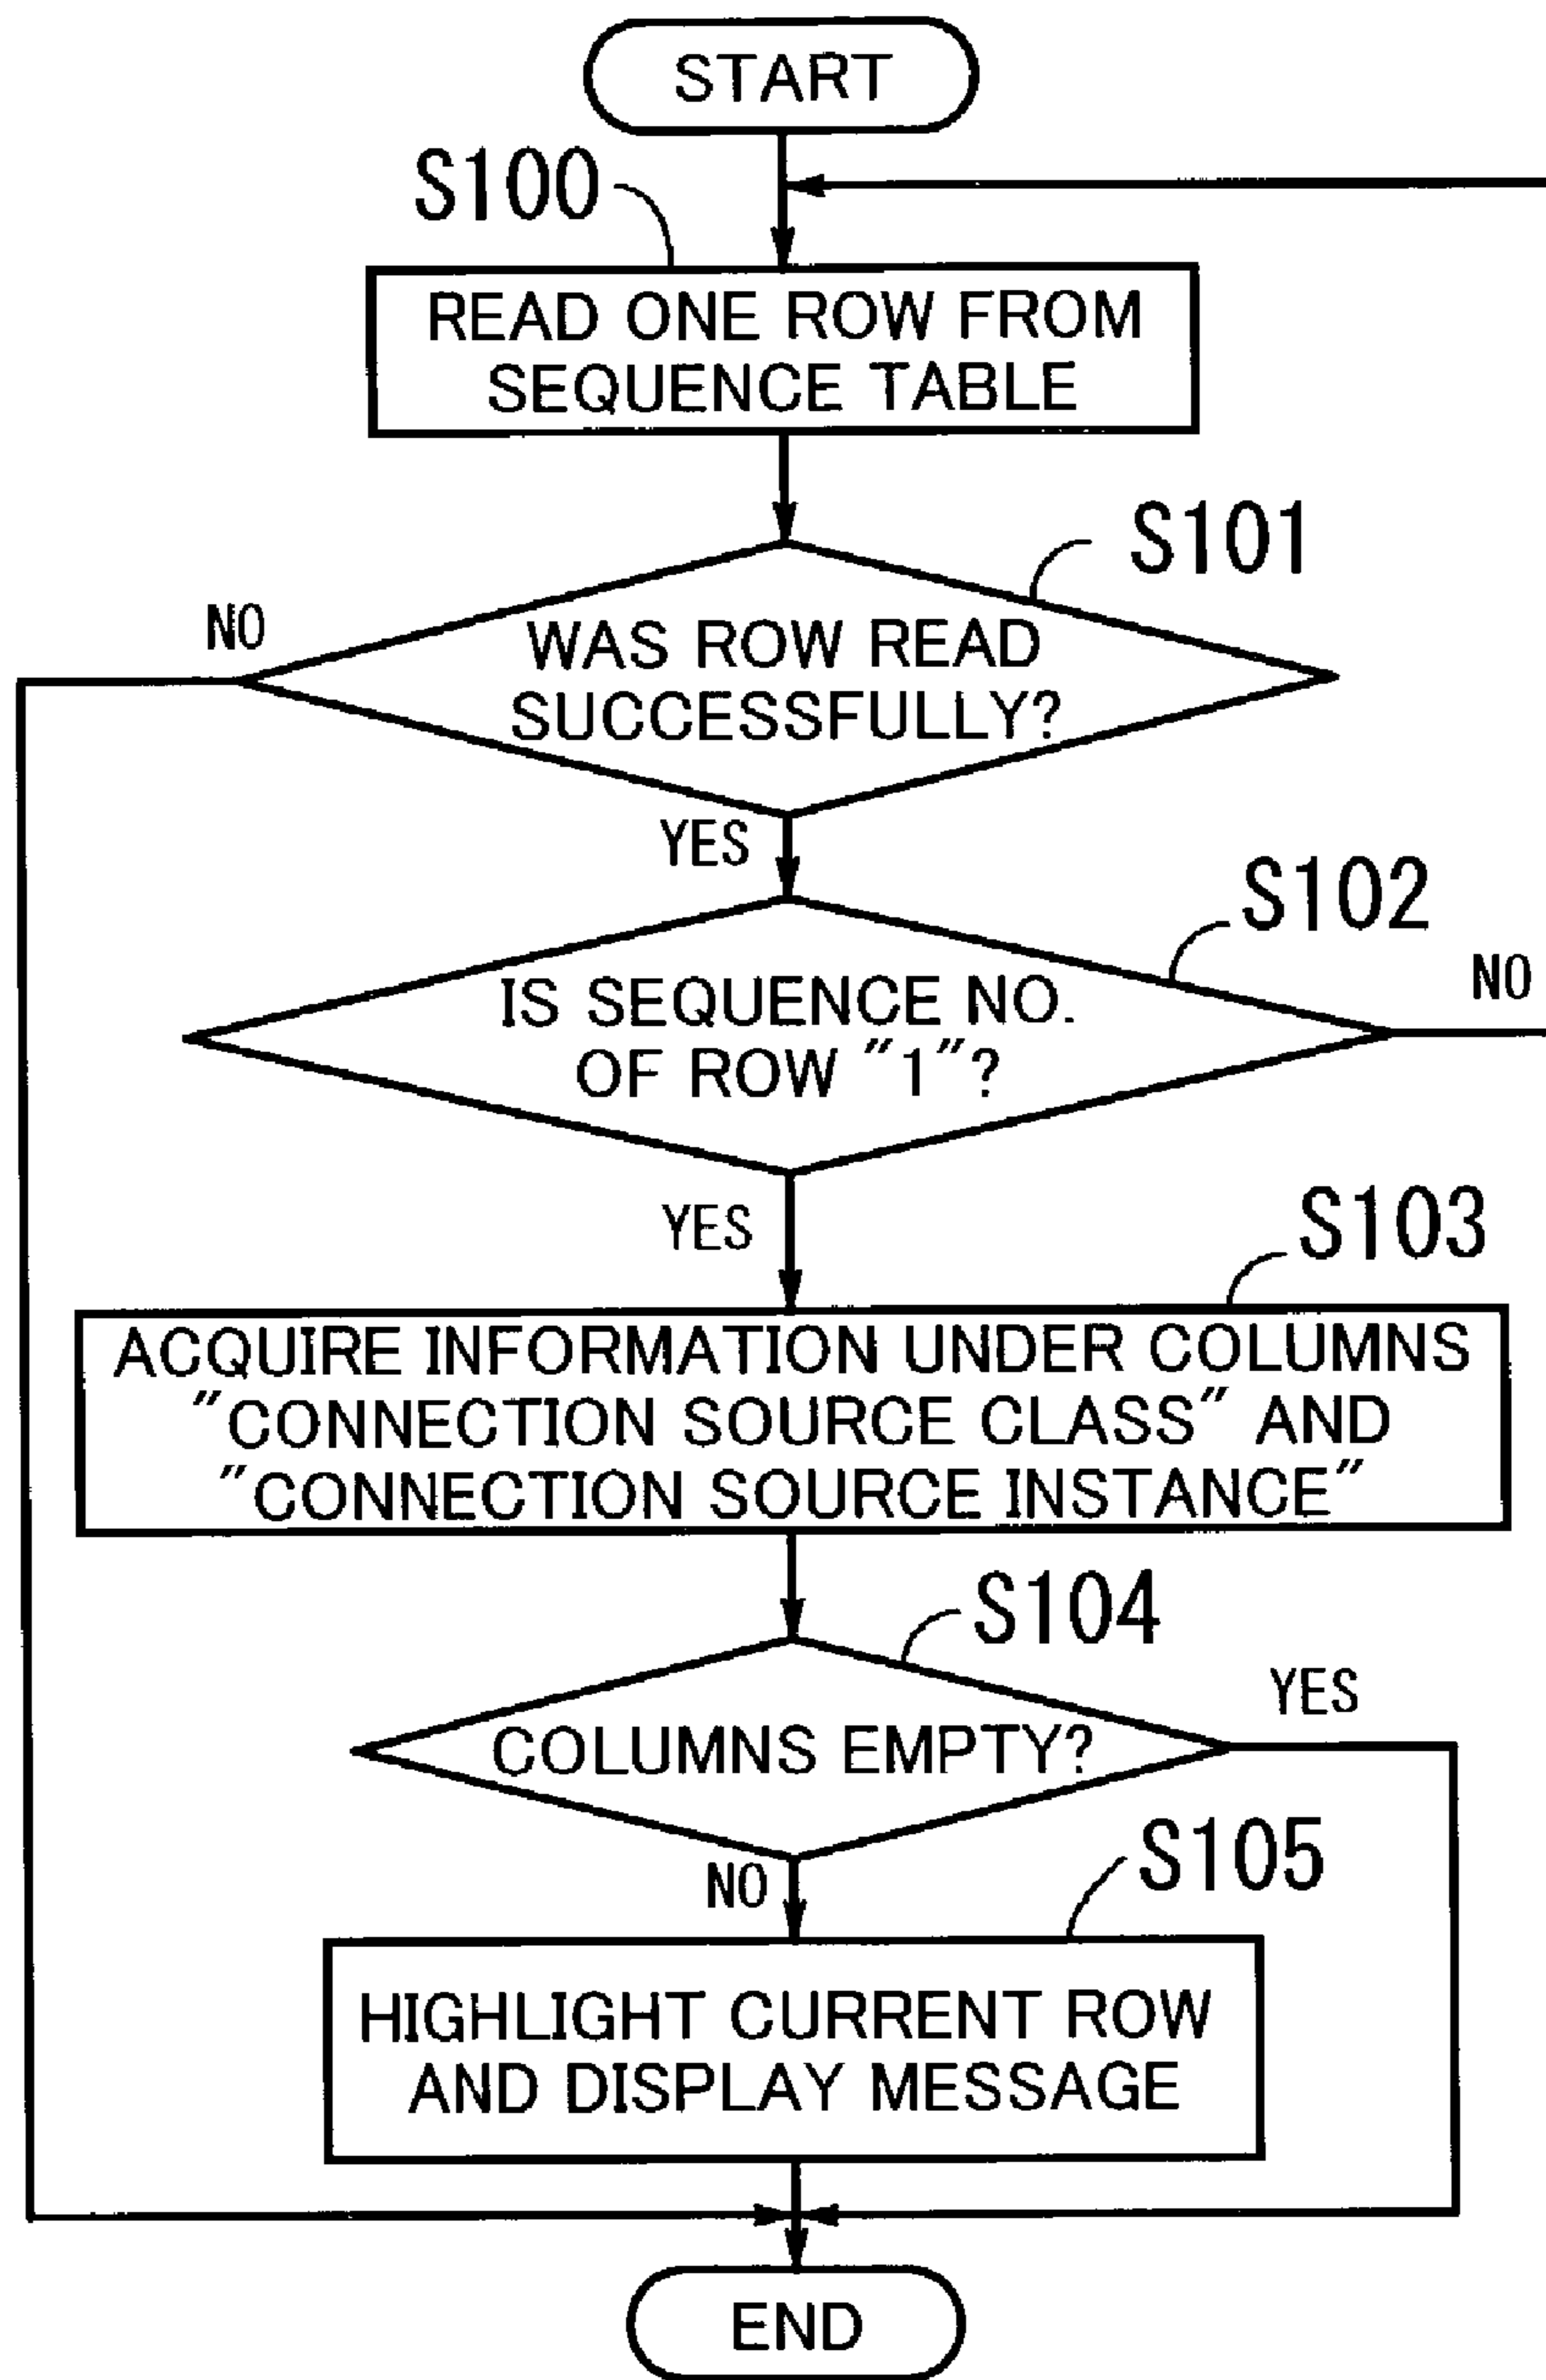 START
S100
READ ONE ROW FROM
SEQUENCE TABLE
S101
NO
WAS ROW READ
SUCCESSFULLY?
YES
S102
NO
IS SEQUENCE NO.
OF ROW "1"?
YES
S103
ACQUIRE INFORMATION UNDER COLUMNS
"CONNECTION SOURCE CLASS" AND
"CONNECTION SOURCE INSTANCE"
S104
YES
COLUMNS EMPTY?
NO
S105
HIGHLIGHT CURRENT ROW
AND DISPLAY MESSAGE
END